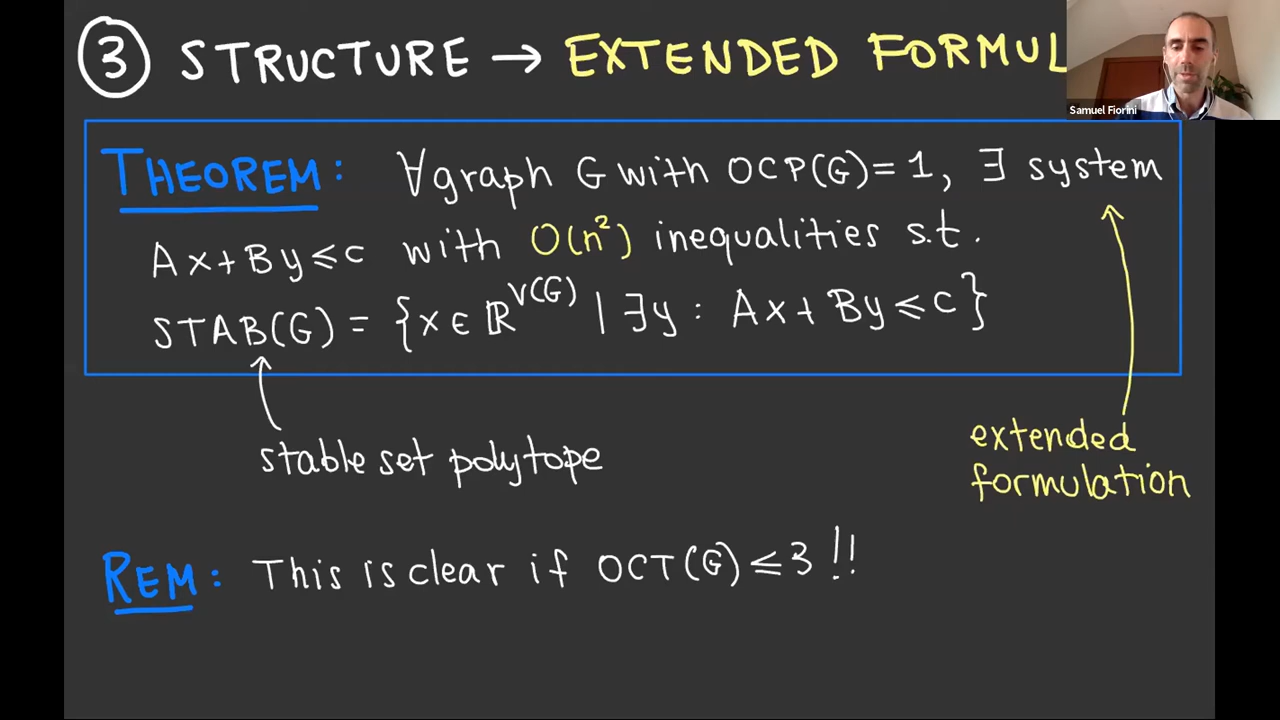 ③ STRUCTURE → EXTENDED FORMUL
Samuel Fiorini
THEOREM: ∀graph G with OCP(G)=1, ∃ system
Ax+By⩽c with O(n²) inequalities s.t.
STAB(G) = {x∈ℝ^V(G) | ∃y : Ax+By⩽c}
stable set polytope
extended
formulation
REM: This is clear if OCT(G)⩽3!!